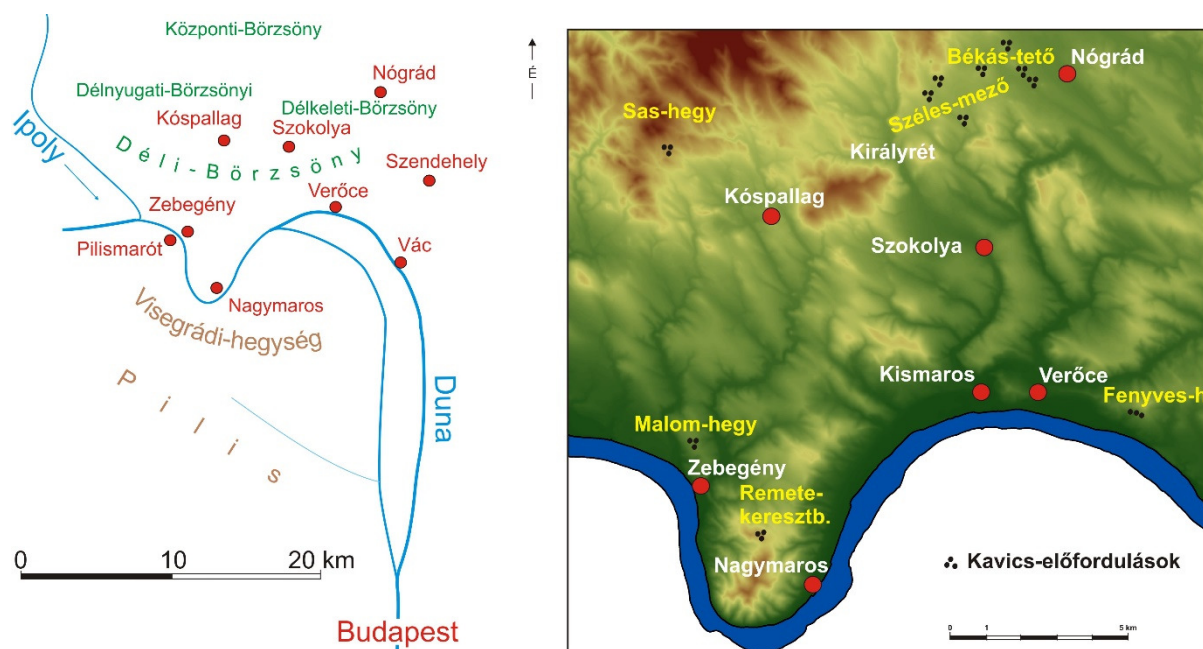 Központi-Börzsöny
É
Nógrád
Délnyugati-Börzsönyi
Délkeleti-Börzsöny
Kóspallag
Szokolya
Ipoly
Déli-Börzsöny
Szendehely
Verőce
Zebegény
Pilismarót
Vác
Nagymaros
Visegrádi-hegység
Duna
Pilis
0 10 20 km
Budapest
Békás-tető
Nógrád
Széles-mező
Sas-hegy
Királyrét
Kóspallag
Szokolya
Kismaros
Verőce
Fenyves-h
Malom-hegy
Zebegény
Remete-
keresztb.
Nagymaros
Kavics-előfordulások
0 1 5 km